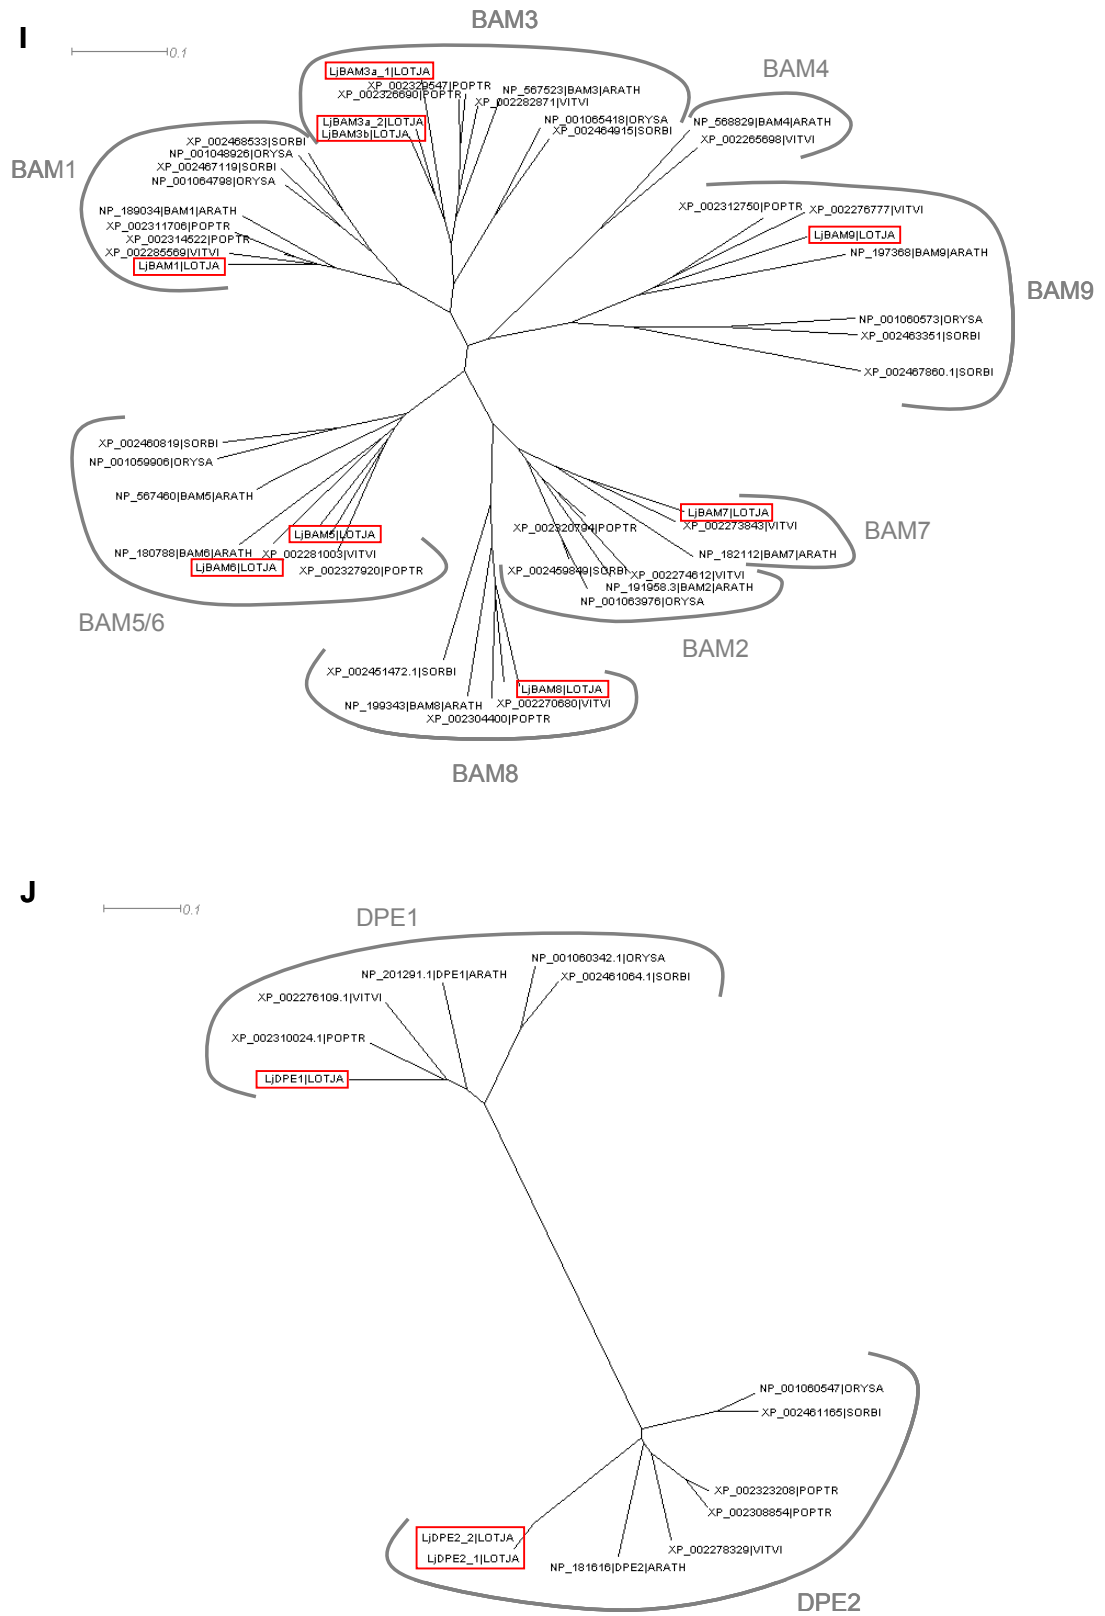 I
0.1
BAM3
LjBAM3a_1|LOTJA
XP_002329547|POPTR
XP_002326690|POPTR
NP_567523|BAM3|ARATH
XP_002282871|VITVI
LjBAM3a_2|LOTJA
LjBAM3b|LOTJA
NP_001065418|ORYSA
XP_002464915|SORBI
BAM4
NP_568829|BAM4|ARATH
XP_002265698|VITVI
BAM1
XP_002468533|SORBI
NP_001048926|ORYSA
XP_002467119|SORBI
NP_001064798|ORYSA
NP_189034|BAM1|ARATH
XP_002311706|POPTR
XP_002314522|POPTR
XP_002285569|VITVI
LjBAM1|LOTJA
XP_002312750|POPTR
XP_002276777|VITVI
LjBAM9|LOTJA
NP_197368|BAM9|ARATH
BAM9
NP_001060573|ORYSA
XP_002463351|SORBI
XP_002467860.1|SORBI
XP_002460819|SORBI
NP_001059906|ORYSA
NP_567460|BAM5|ARATH
LjBAM5|LOTJA
NP_180788|BAM6|ARATH
XP_002281003|VITVI
LjBAM6|LOTJA
XP_002327920|POPTR
BAM5/6
LjBAM7|LOTJA
XP_002273843|VITVI
XP_002320794|POPTR
BAM7
NP_182112|BAM7|ARATH
XP_002459849|SORBI
XP_002274612|VITVI
NP_191958.3|BAM2|ARATH
NP_001063976|ORYSA
BAM2
XP_002451472.1|SORBI
LjBAM8|LOTJA
NP_199343|BAM8|ARATH
XP_002270680|VITVI
XP_002304400|POPTR
BAM8
J
0.1
DPE1
NP_001060342.1|ORYSA
NP_201291.1|DPE1|ARATH
XP_002461064.1|SORBI
XP_002276109.1|VITVI
XP_002310024.1|POPTR
LjDPE1|LOTJA
NP_001060547|ORYSA
XP_002461165|SORBI
XP_002323208|POPTR
XP_002308854|POPTR
LjDPE2_2|LOTJA
LjDPE2_1|LOTJA
XP_002278329|VITVI
NP_181616|DPE2|ARATH
DPE2